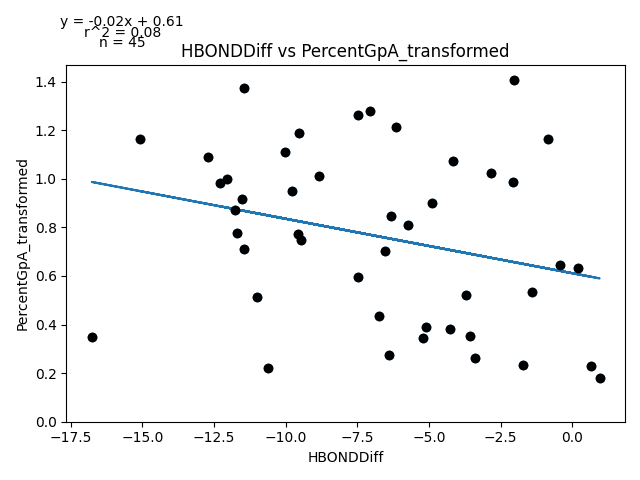 y = -0.02x + 0.61
r^2 = 0.08
n = 45
HBONDDiff vs PercentGpA_transformed
PercentGpA_transformed
1.4
1.2
1.0
0.8
0.6
0.4
0.2
0.0
−17.5 −15.0 −12.5 −10.0 −7.5 −5.0 −2.5 0.0
HBONDDiff